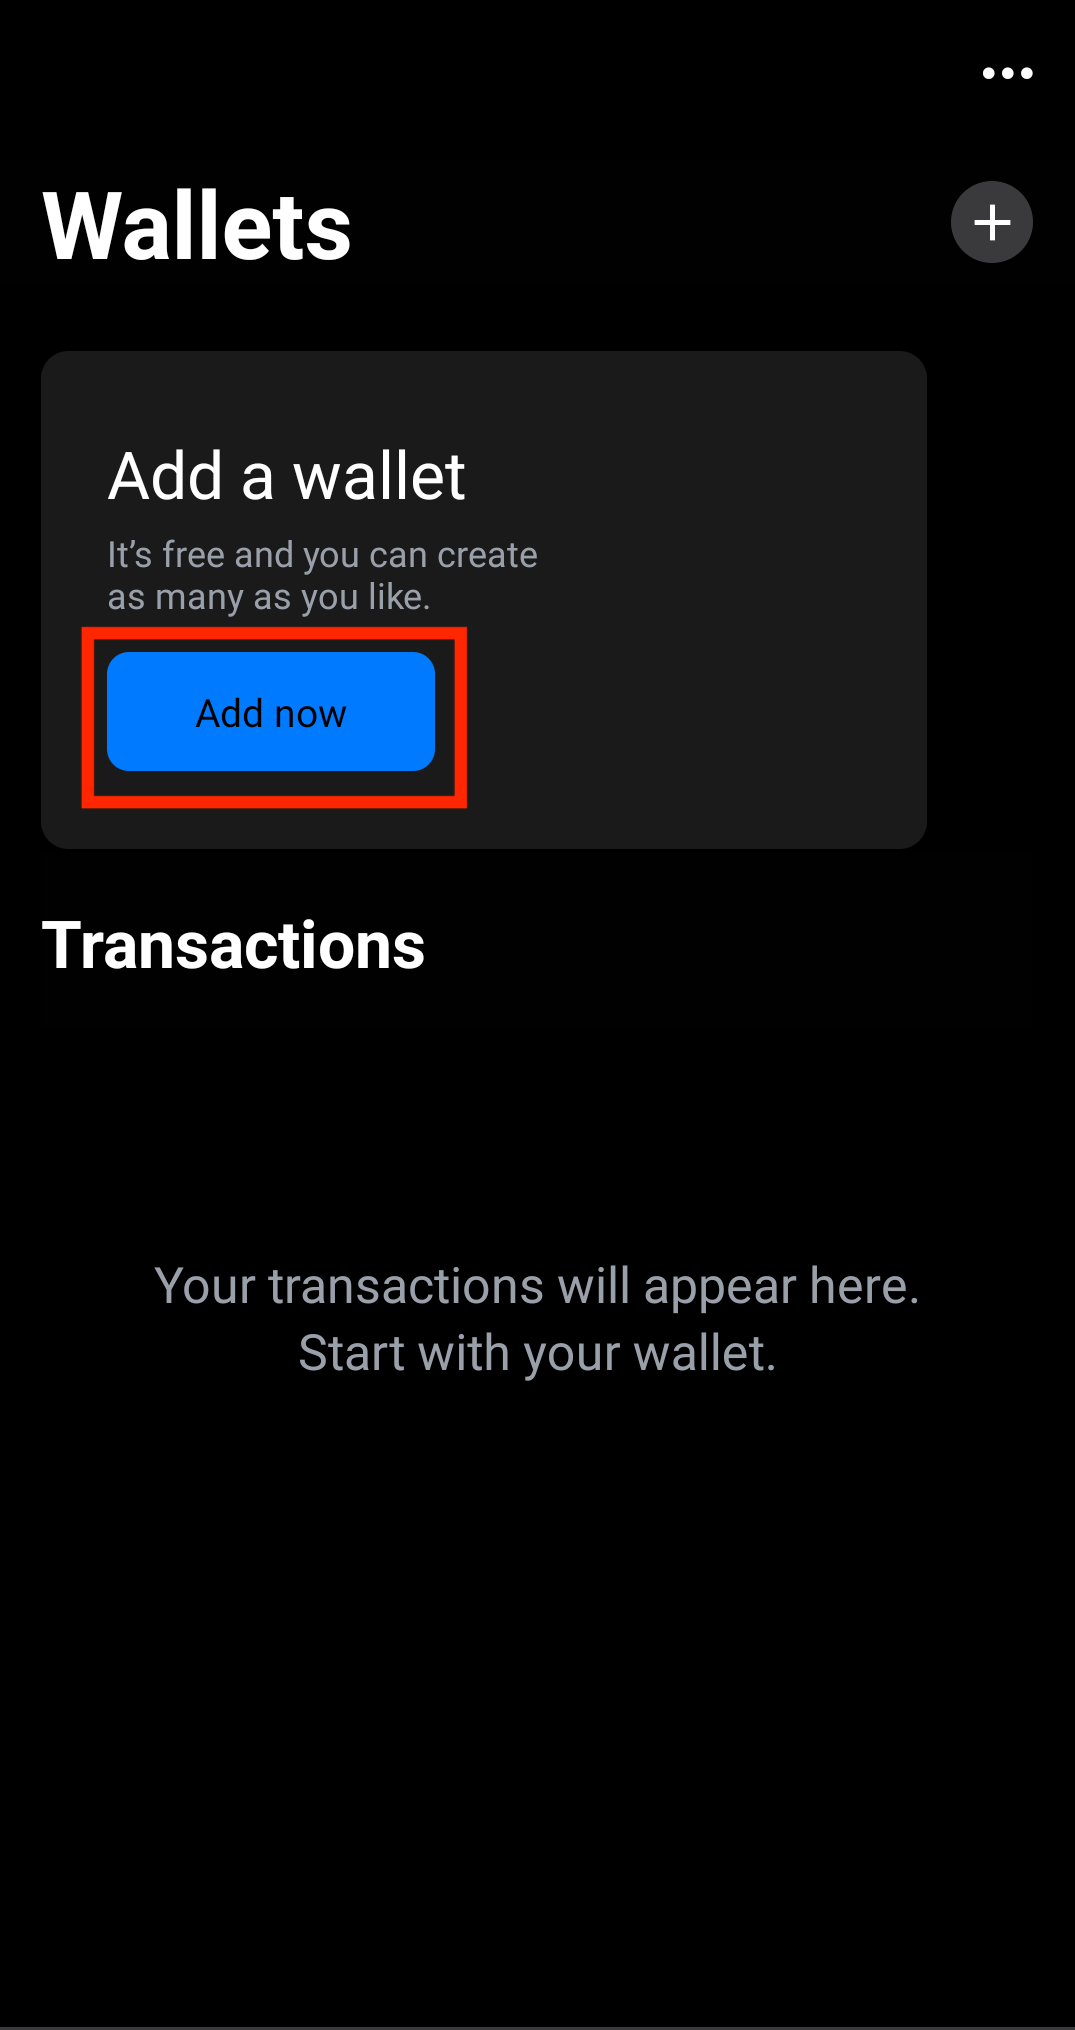 Wallets
Add a wallet
It’s free and you can create
as many as you like.
Add now
Transactions
Your transactions will appear here.
Start with your wallet.